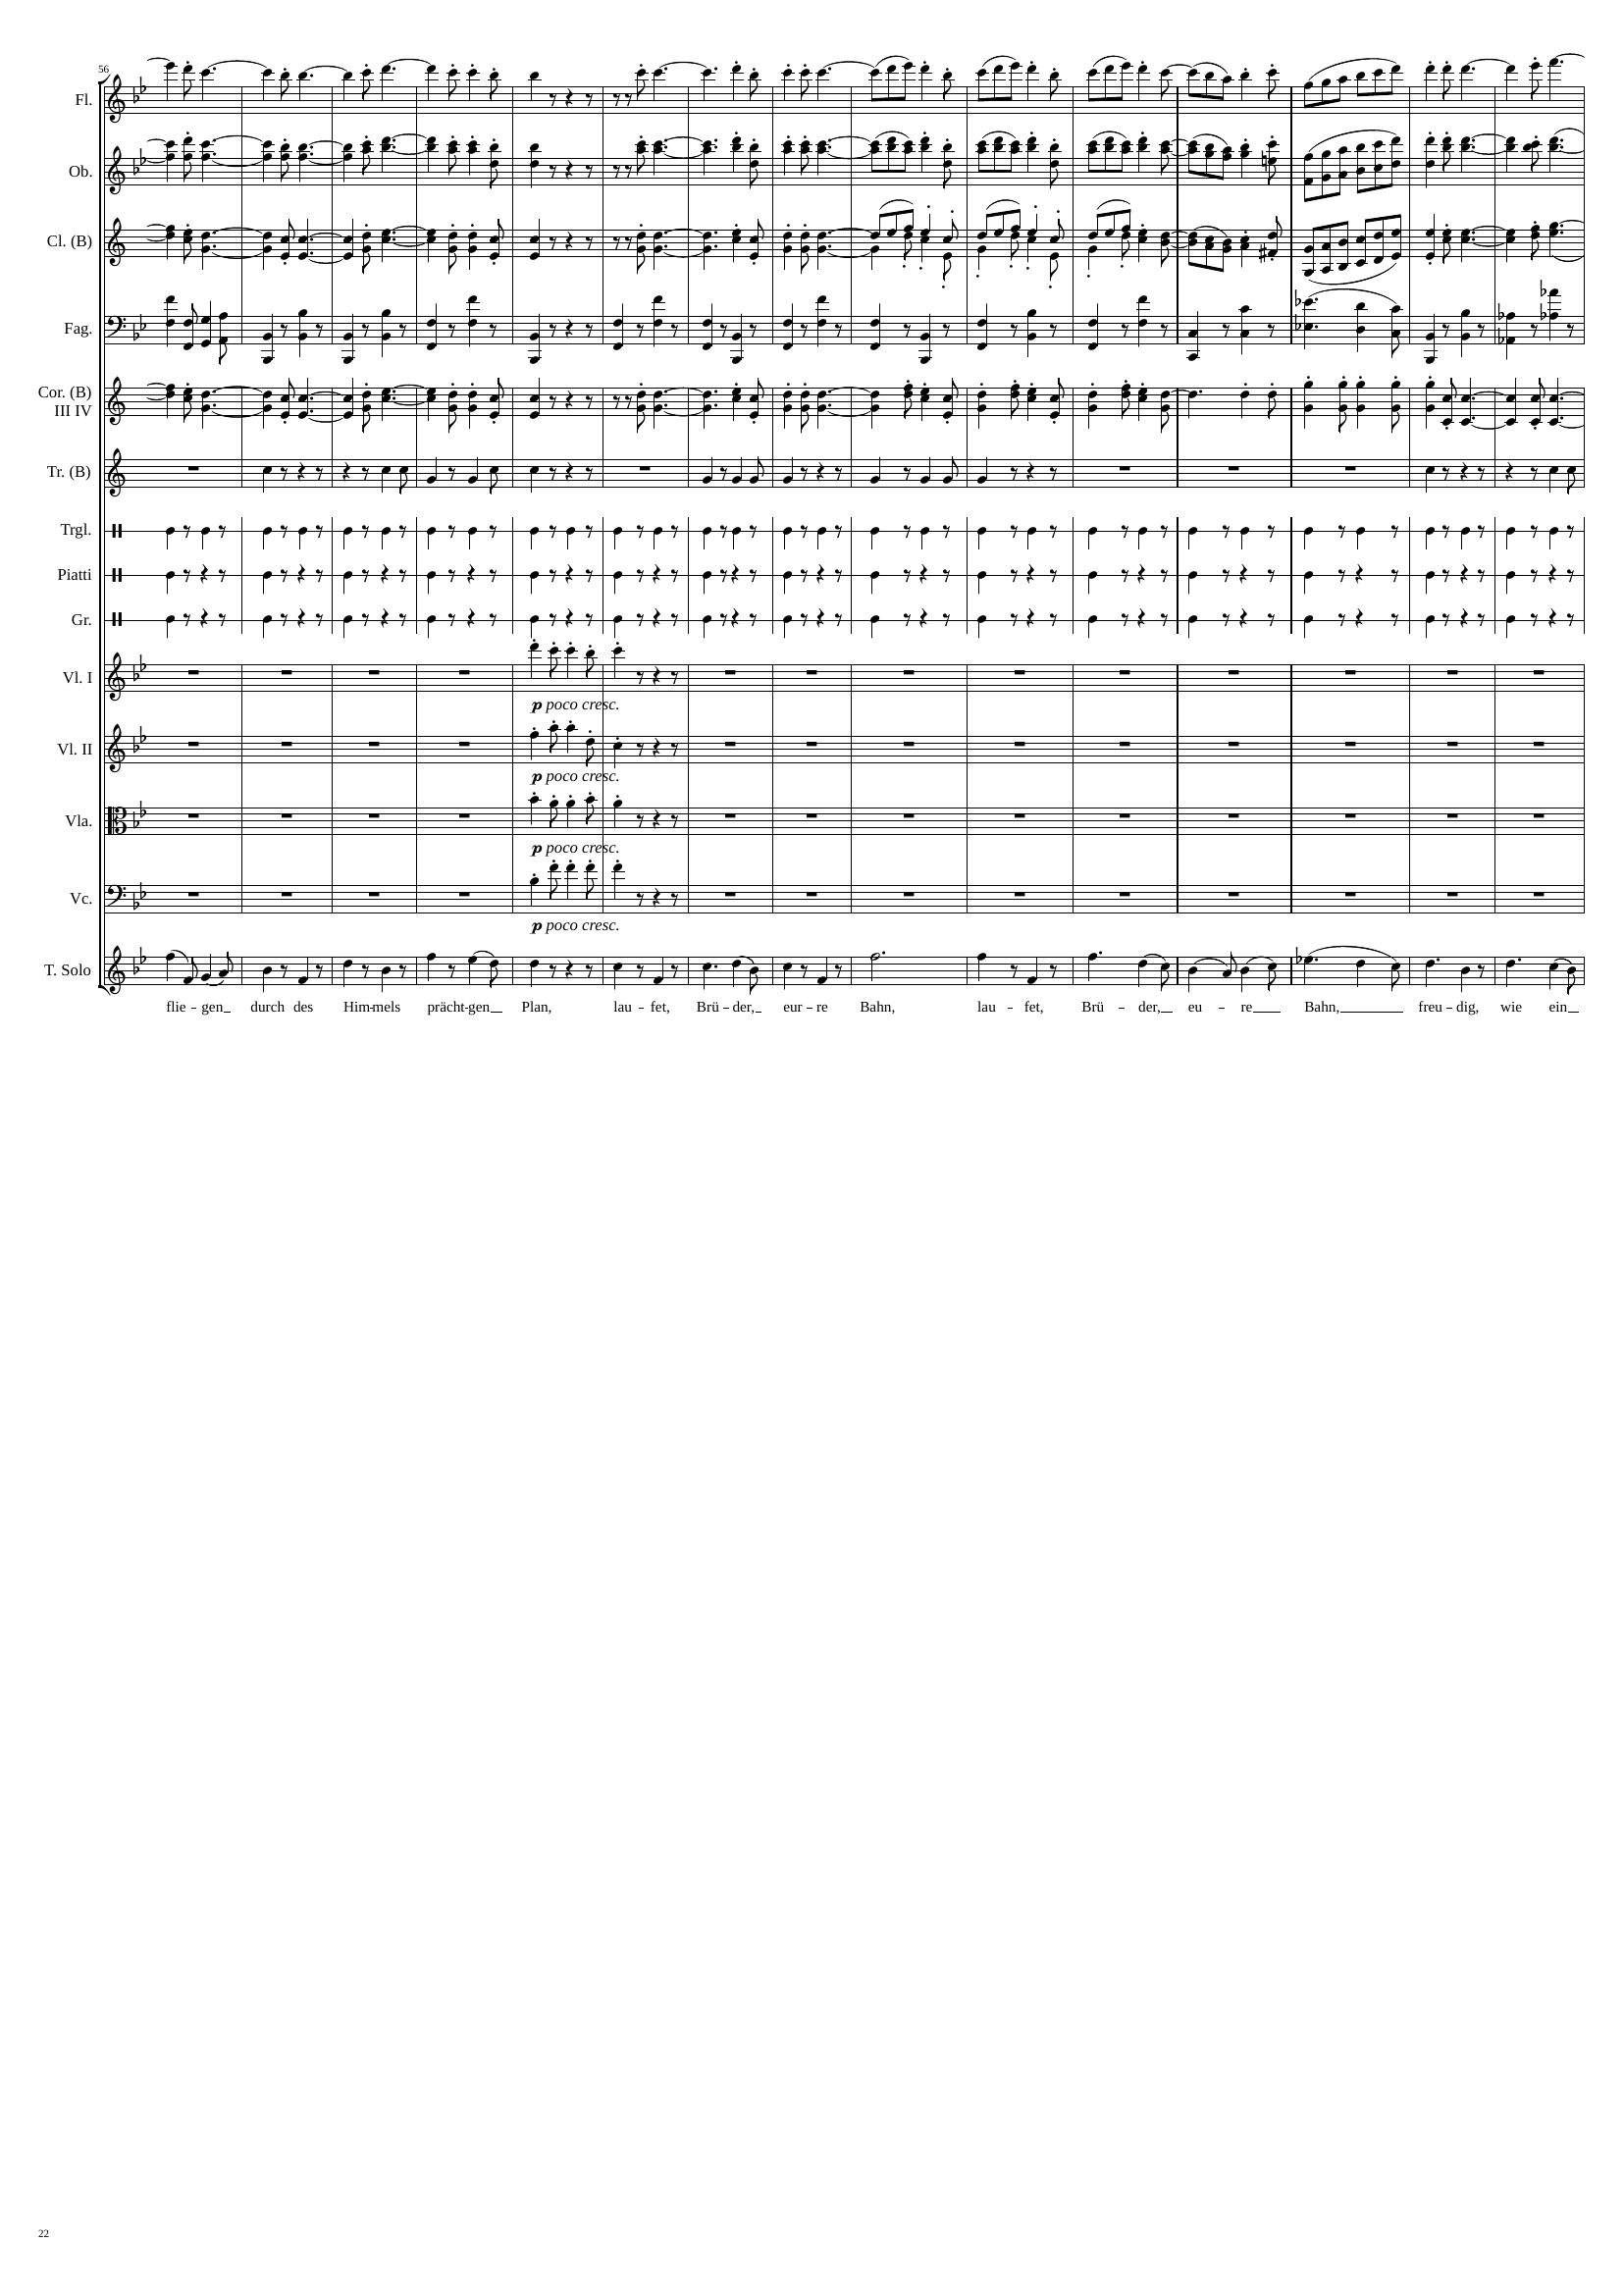 56
Fl.
Ob.
Cl. (B)
Fag.
Cor. (B)
III IV
Tr. (B)
Trgl.
Piatti
Gr.
Vl. I
p poco cresc.
Vl. II
p poco cresc.
Vla.
p poco cresc.
Vc.
p poco cresc.
T. Solo
flie - gen durch des Him-mels prächt-gen Plan, lau - fet, Brü - der, eur - re Bahn, lau - fet, Brü - der, eu - re Bahn, freu - dig, wie ein
22